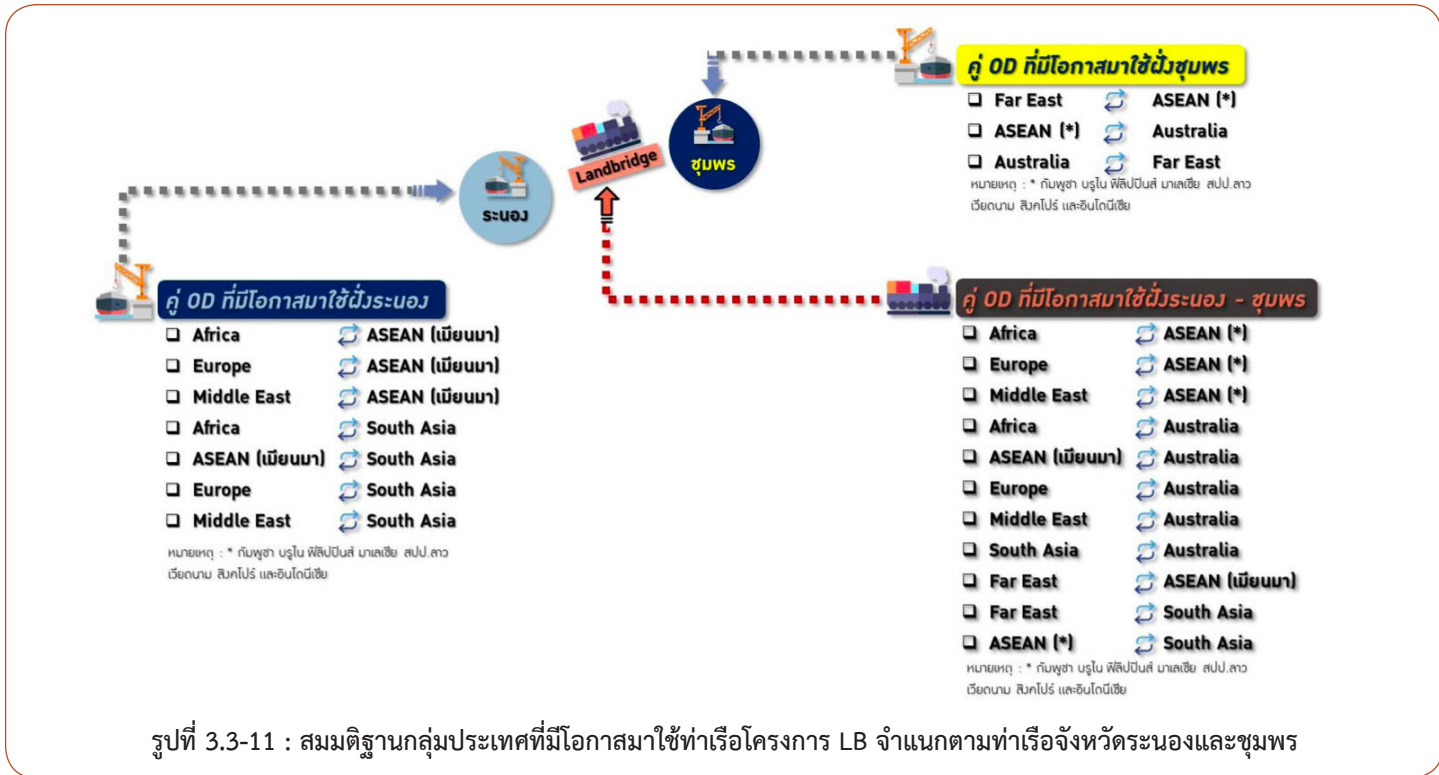 คู่ OD ที่มีโอกาสมาใช้ฝั่งชุมพร
Far East ASEAN (*)
ASEAN (*) Australia
Australia Far East
หมายเหตุ : * กัมพูชา บรูไน ฟิลิปปินส์ มาเลเซีย สปป.ลาว
เวียดนาม สิงคโปร์ และอินโดนีเซีย
Landbridge
ชุมพร
ระนอง
คู่ OD ที่มีโอกาสมาใช้ฝั่งระนอง
Africa ASEAN (เมียนมา)
Europe ASEAN (เมียนมา)
Middle East ASEAN (เมียนมา)
Africa South Asia
ASEAN (เมียนมา) South Asia
Europe South Asia
Middle East South Asia
หมายเหตุ : * กัมพูชา บรูไน ฟิลิปปินส์ มาเลเซีย สปป.ลาว
เวียดนาม สิงคโปร์ และอินโดนีเซีย
คู่ OD ที่มีโอกาสมาใช้ฝั่งระนอง - ชุมพร
Africa ASEAN (*)
Europe ASEAN (*)
Middle East ASEAN (*)
Africa Australia
ASEAN (เมียนมา) Australia
Europe Australia
Middle East Australia
South Asia Australia
Far East ASEAN (เมียนมา)
Far East South Asia
ASEAN (*) South Asia
หมายเหตุ : * กัมพูชา บรูไน ฟิลิปปินส์ มาเลเซีย สปป.ลาว
เวียดนาม สิงคโปร์ และอินโดนีเซีย
รูปที่ 3.3-11 : สมมติฐานกลุ่มประเทศที่มีโอกาสมาใช้ท่าเรือโครงการ LB จำแนกตามท่าเรือจังหวัดระนองและชุมพร